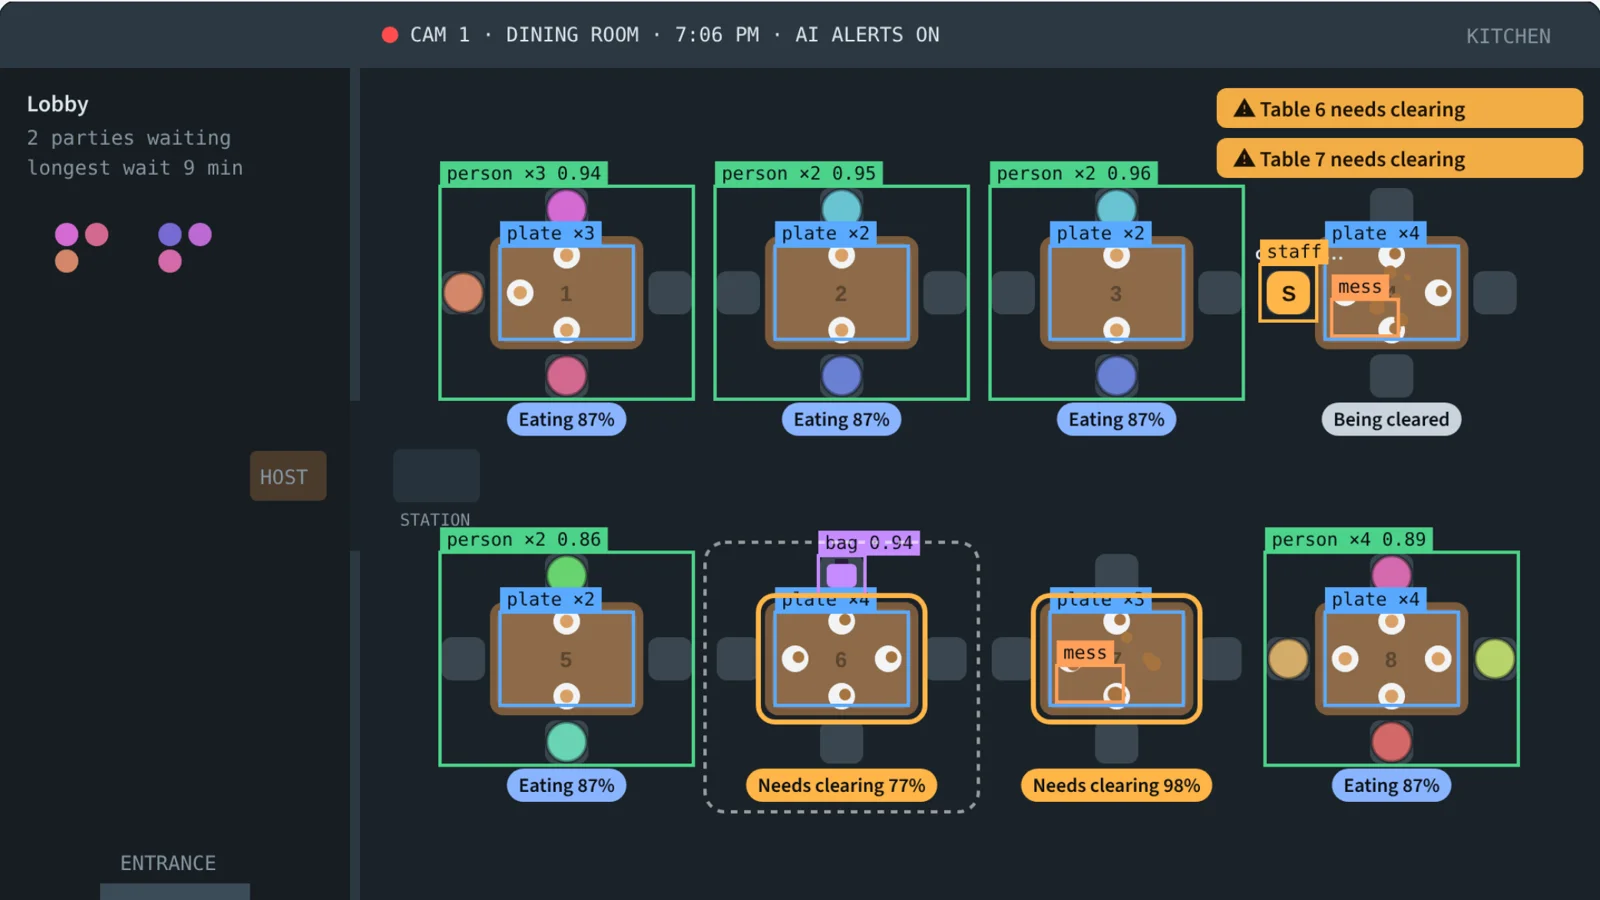 CAM 1 · DINING ROOM · 7:06 PM · AI ALERTS ON
KITCHEN
Lobby
2 parties waiting
longest wait 9 min
⚠ Table 6 needs clearing
⚠ Table 7 needs clearing
person ×3 0.94
plate ×3
1
Eating 87%
person ×2 0.95
plate ×2
2
Eating 87%
person ×2 0.96
plate ×2
3
Eating 87%
staff
S
plate ×4
mess
Being cleared
HOST
STATION
person ×2 0.86
plate ×2
5
Eating 87%
bag 0.94
plate ×4
6
Needs clearing 77%
plate ×3
mess
7
Needs clearing 98%
person ×4 0.89
plate ×4
8
Eating 87%
ENTRANCE